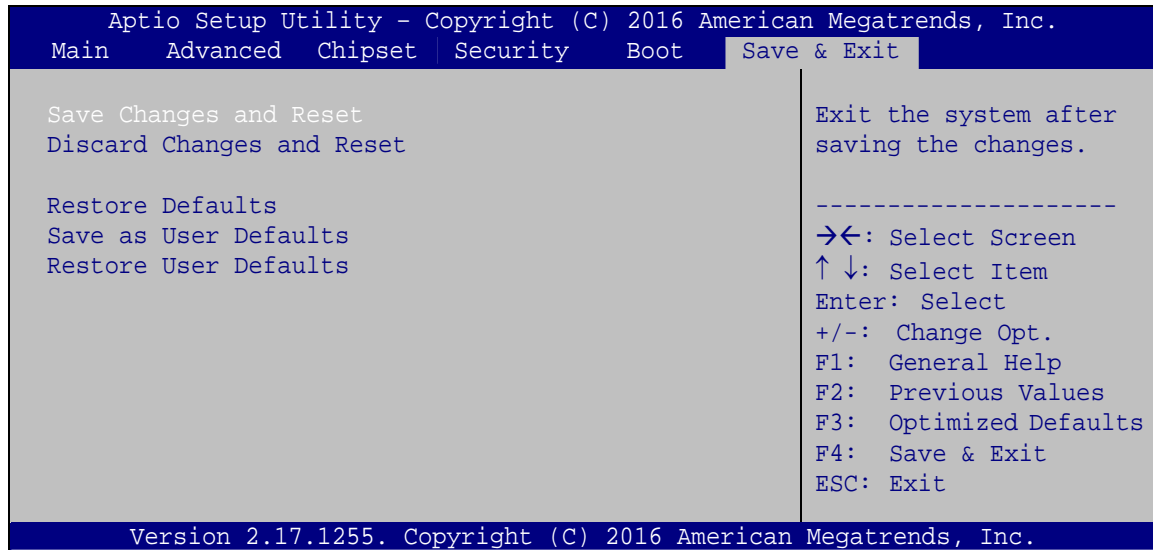 Aptio Setup Utility – Copyright (C) 2016 American Megatrends, Inc.
Main Advanced Chipset Security Boot Save & Exit
Save Changes and Reset
Discard Changes and Reset
Restore Defaults
Save as User Defaults
Restore User Defaults
Exit the system after
saving the changes.
---------------------
→←: Select Screen
↑ ↓: Select Item
Enter: Select
+/-: Change Opt.
F1: General Help
F2: Previous Values
F3: Optimized Defaults
F4: Save & Exit
ESC: Exit
Version 2.17.1255. Copyright (C) 2016 American Megatrends, Inc.